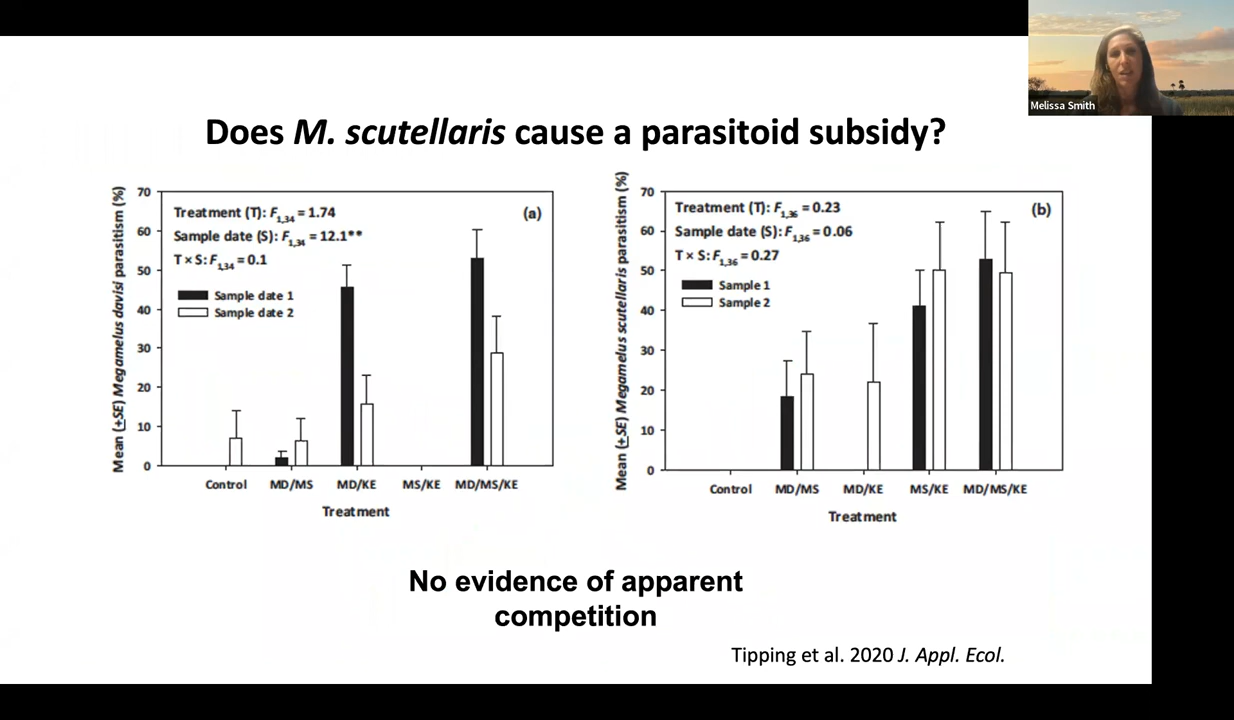 Melissa Smith
Does M. scutellaris cause a parasitoid subsidy?
Mean (±SE) Megamelus davisi parasitism (%)
70
60
50
40
30
20
10
0
Treatment (T): F1,34 = 1.74
(a)
Sample date (S): F1,34 = 12.1**
T × S: F1,34 = 0.1
Sample date 1
Sample date 2
Control MD/MS MD/KE MS/KE MD/MS/KE
Treatment
Mean (±SE) Megamelus scutellaris parasitism (%)
70
60
50
40
30
20
10
0
Treatment (T): F1,36 = 0.23
(b)
Sample date (S): F1,36 = 0.06
T × S: F1,36 = 0.27
Sample 1
Sample 2
Control MD/MS MD/KE MS/KE MD/MS/KE
Treatment
No evidence of apparent
competition
Tipping et al. 2020 J. Appl. Ecol.